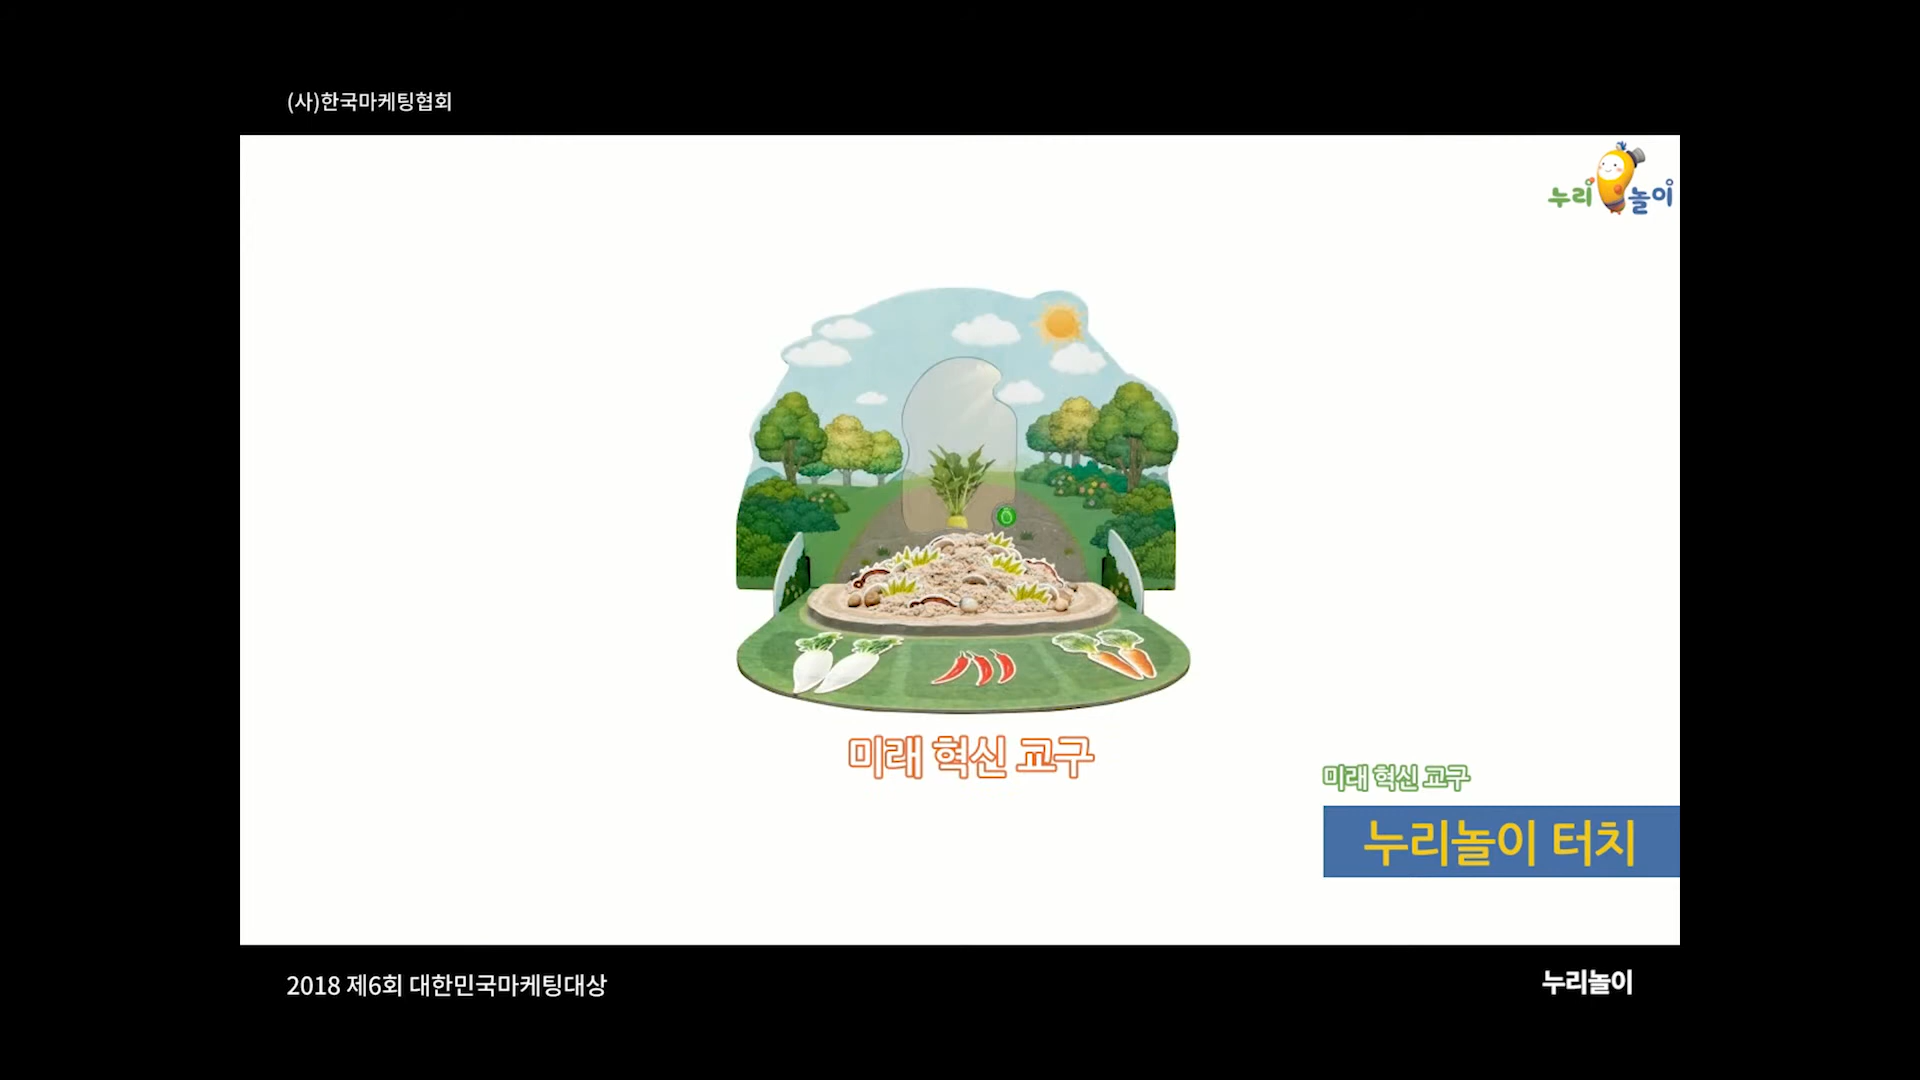 (사)한국마케팅협회
누리놀이
미래 혁신 교구
미래 혁신 교구
누리놀이 터치
2018 제6회 대한민국마케팅대상
누리놀이